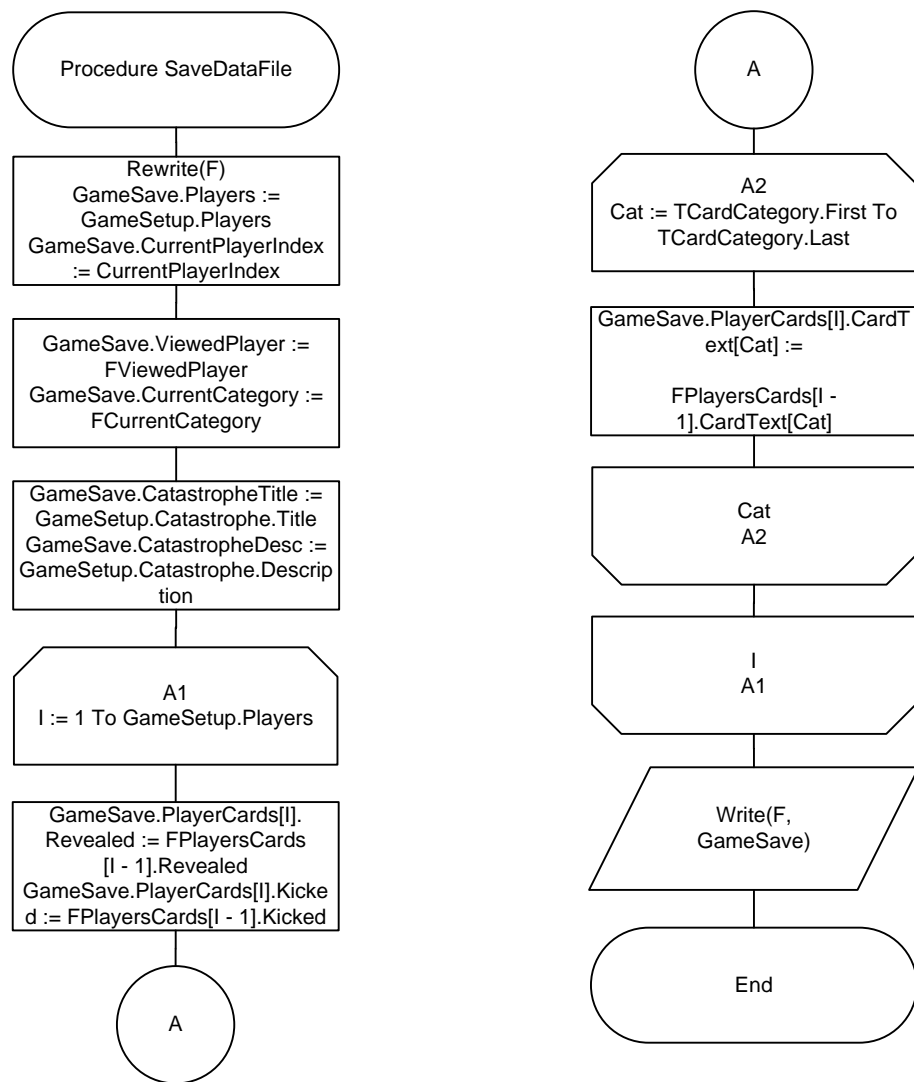 Procedure SaveDataFile
Rewrite(F)
GameSave.Players :=
GameSetup.Players
GameSave.CurrentPlayerIndex
:= CurrentPlayerIndex
GameSave.ViewedPlayer :=
FViewedPlayer
GameSave.CurrentCategory :=
FCurrentCategory
GameSave.CatastropheTitle :=
GameSetup.Catastrophe.Title
GameSave.CatastropheDesc :=
GameSetup.Catastrophe.Descrip
tion
A1
I := 1 To GameSetup.Players
GameSave.PlayerCards[I].
Revealed := FPlayersCards
[I - 1].Revealed
GameSave.PlayerCards[I].Kicke
d := FPlayersCards[I - 1].Kicked
A
A
A2
Cat := TCardCategory.First To
TCardCategory.Last
GameSave.PlayerCards[I].CardT
ext[Cat] :=
FPlayersCards[I -
1].CardText[Cat]
Cat
A2
I
A1
Write(F,
GameSave)
End